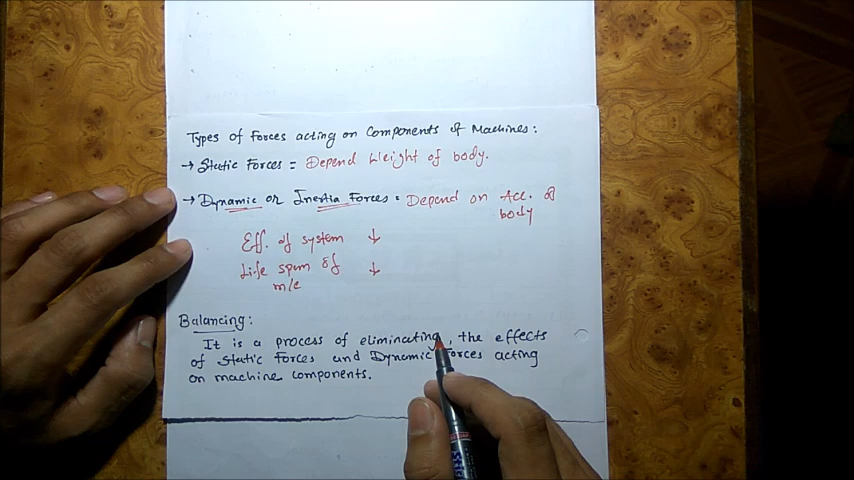 Types of Forces acting on Components of Machines:
→ Static Forces = Depend Weight of body.
→ Dynamic or Inertia Forces = Depend on Acc. of
body
Eff. of system ↓
Life span of ↓
m/c
Balancing:
It is a process of eliminating, the effects
of Static Forces and Dynamic Forces acting
on machine components.